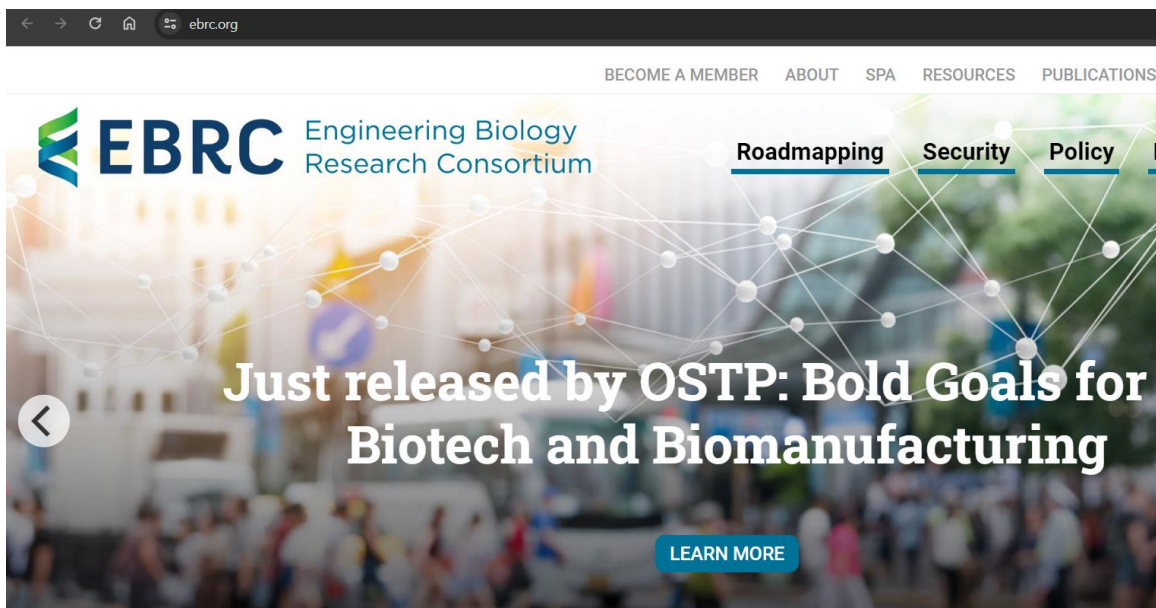 ebrc.org
BECOME A MEMBER ABOUT SPA RESOURCES PUBLICATIONS
EBRC Engineering Biology
Research Consortium
Roadmapping Security Policy
Just released by OSTP: Bold Goals for
Biotech and Biomanufacturing
LEARN MORE